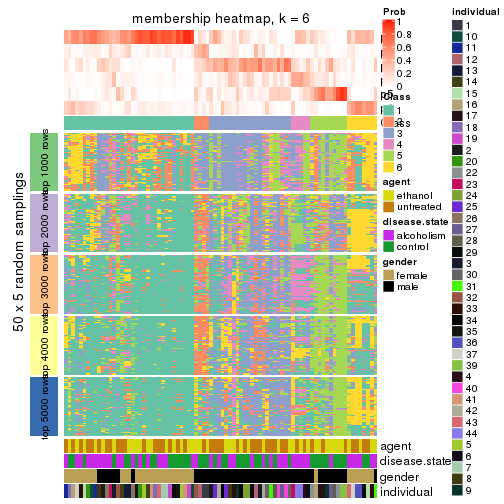 membership heatmap, k = 6
50 x 5 random samplings
top 1000 rows
top 2000 rows
top 3000 rows
top 4000 rows
top 5000 rows
agent
disease.state
gender
individual
Prob
1
0.8
0.6
0.4
0.2
0
Class
1
2
3
4
5
6
agent
ethanol
untreated
disease.state
alcoholism
control
gender
female
male
individual
1
10
11
12
13
14
15
16
17
18
19
2
20
22
23
24
25
26
27
28
29
3
30
31
32
33
34
35
36
37
39
4
40
41
42
43
44
5
6
7
8
9